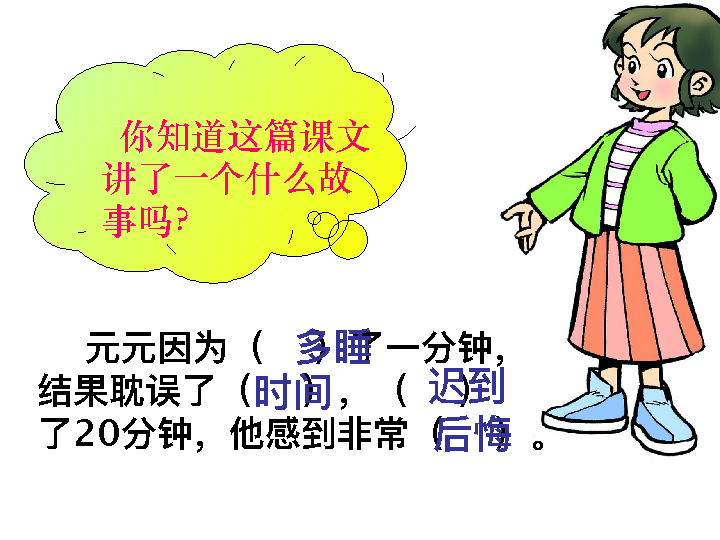 你知道这篇课文
讲了一个什么故
事吗?
元元因为（多睡）了一分钟，
结果耽误了（时间），（迟到）
了20分钟，他感到非常（后悔）。